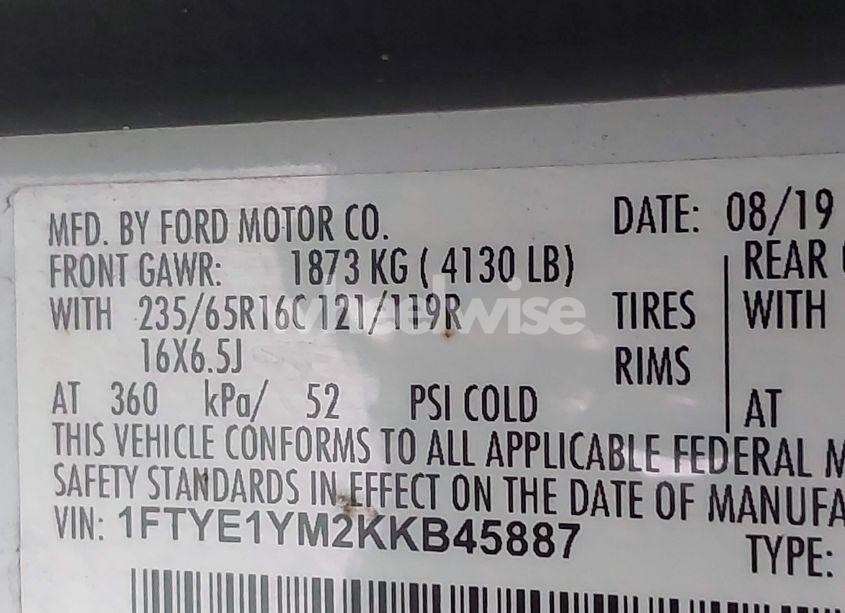 MFD. BY FORD MOTOR CO. DATE: 08/19
FRONT GAWR: 1873 KG ( 4130 LB) REAR
WITH 235/65R16C 121/119R TIRES WITH
16X6.5J RIMS
AT 360 kPa/ 52 PSI COLD AT
THIS VEHICLE CONFORMS TO ALL APPLICABLE FEDERAL M
SAFETY STANDARDS IN EFFECT ON THE DATE OF MANUFA
VIN: 1FTYE1YM2KKB45887 TYPE:
wheelwise